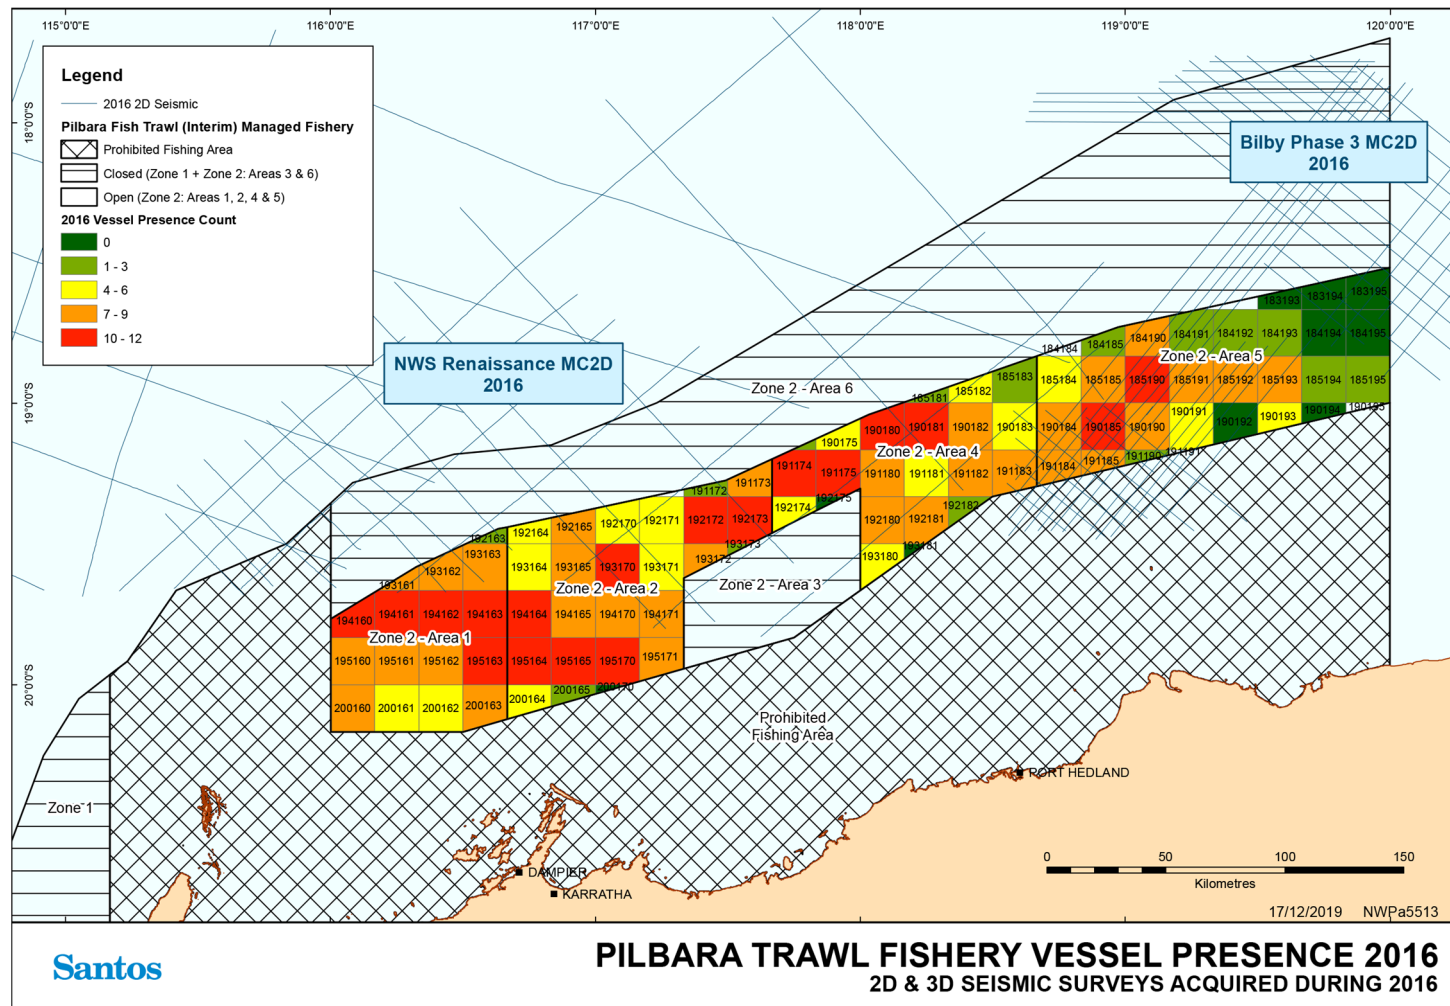 115°0'0"E
116°0'0"E
117°0'0"E
118°0'0"E
119°0'0"E
120°0'0"E
18°0'0"S
19°0'0"S
20°0'0"S
Legend
2016 2D Seismic
Pilbara Fish Trawl (Interim) Managed Fishery
Prohibited Fishing Area
Closed (Zone 1 + Zone 2: Areas 3 & 6)
Open (Zone 2: Areas 1, 2, 4 & 5)
2016 Vessel Presence Count
0
1 - 3
4 - 6
7 - 9
10 - 12
Bilby Phase 3 MC2D
2016
NWS Renaissance MC2D
2016
183193 183194 183195
184184 184185 184190 184191 184192 184193 184194 184195
Zone 2 - Area 5
Zone 2 - Area 6
185181 185182 185183 185184 185185 185190 185191 185192 185193 185194 185195
190175 190180 190181 190182 190183 190184 190185 190190 190191 190192 190193 190194 190195
Zone 2 - Area 4
191172 191173 191174 191175 191180 191181 191182 191183 191184 191185 191190 191191
192163 192164 192165 192170 192171 192172 192173 192174 192175 192180 192181 192182
193161 193162 193163 193164 193165 193170 193171 193172 193173 193180 193181
Zone 2 - Area 2
Zone 2 - Area 3
194160 194161 194162 194163 194164 194165 194170 194171
Zone 2 - Area 1
195160 195161 195162 195163 195164 195165 195170 195171
200160 200161 200162 200163 200164 200165 200170
Prohibited
Fishing Area
Zone 1
PORT HEDLAND
DAMPIER
KARRATHA
0 50 100 150
Kilometres
17/12/2019 NWPa5513
Santos
PILBARA TRAWL FISHERY VESSEL PRESENCE 2016
2D & 3D SEISMIC SURVEYS ACQUIRED DURING 2016